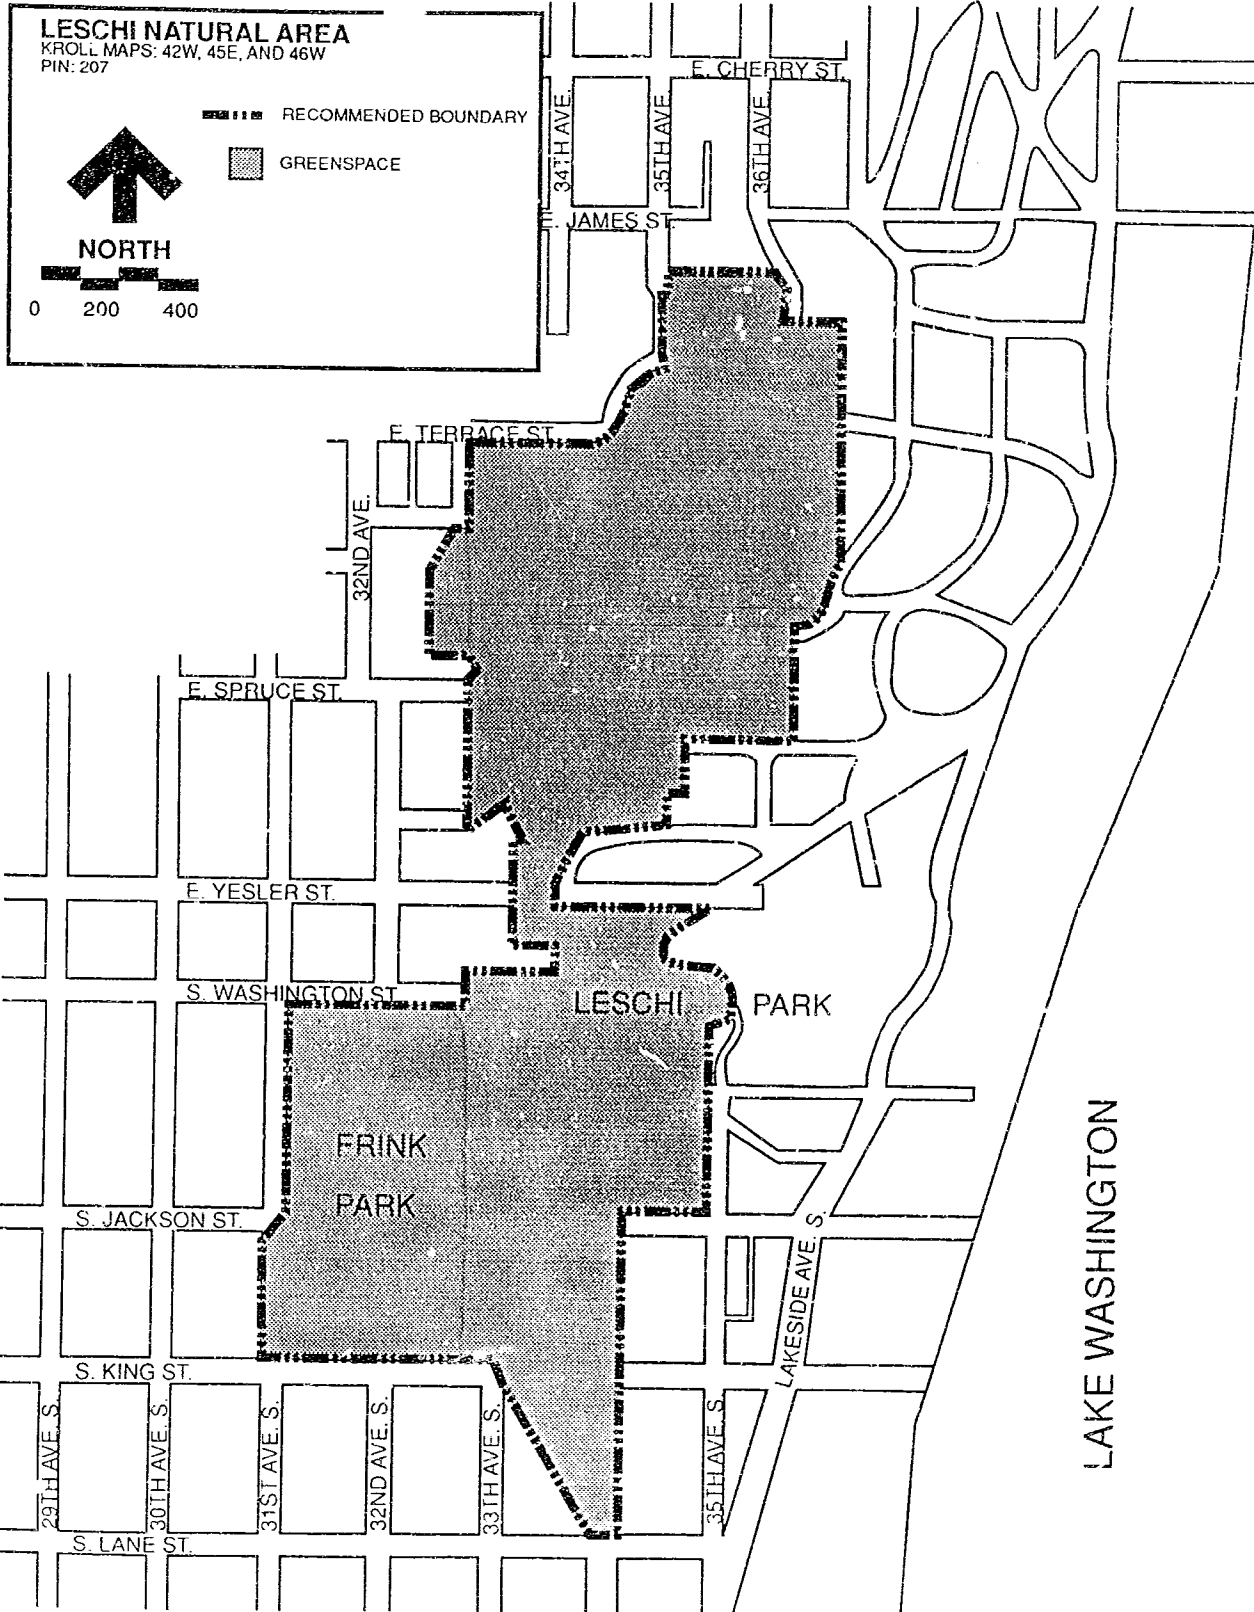 LESCHI NATURAL AREA
KROLL MAPS: 42W, 45E, AND 46W
PIN: 207
RECOMMENDED BOUNDARY
GREENSPACE
NORTH
0 200 400
E. CHERRY ST.
34TH AVE.
35TH AVE.
36TH AVE.
E. JAMES ST.
E. TERRACE ST.
32ND AVE.
E. SPRUCE ST.
E. YESLER ST.
S. WASHINGTON ST.
LESCHI PARK
FRINK
PARK
S. JACKSON ST.
LAKESIDE AVE. S.
LAKE WASHINGTON
S. KING ST.
29TH AVE. S.
30TH AVE. S.
31ST AVE. S.
32ND AVE. S.
33TH AVE. S.
35TH AVE. S.
S. LANE ST.